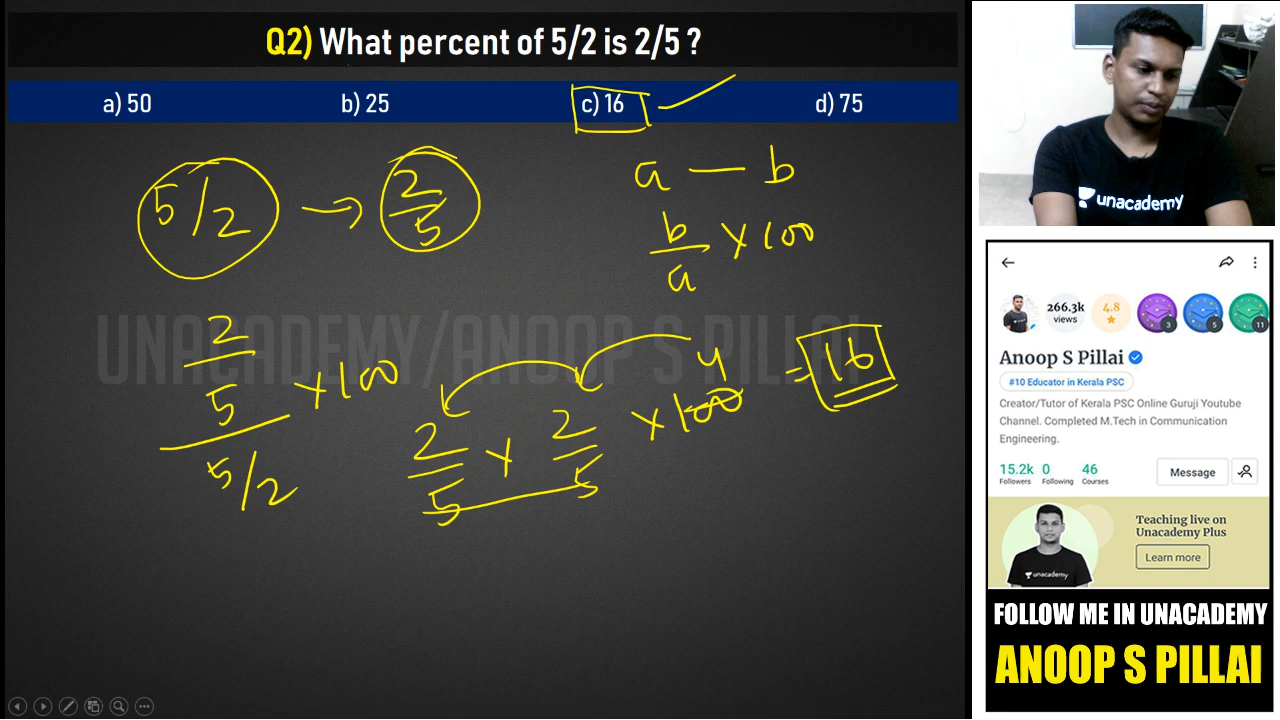 Q2) What percent of 5/2 is 2/5 ?
a) 50 b) 25 c) 16 d) 75
5/2 → 2/5
a — b
b/a × 100
UNACADEMY/ANOOP S PILLAI
2/5 / 5/2 × 100
2/5 × 2/5 × 100 4 = 16
unacademy
266.3k
views
4.8
3
5
11
Anoop S Pillai
#10 Educator in Kerala PSC
Creator/Tutor of Kerala PSC Online Guruji Youtube
Channel. Completed M.Tech in Communication
Engineering.
15.2k 0 46
Followers Following Courses
Message
Teaching live on
Unacademy Plus
Learn more
unacademy
FOLLOW ME IN UNACADEMY
ANOOP S PILLAI